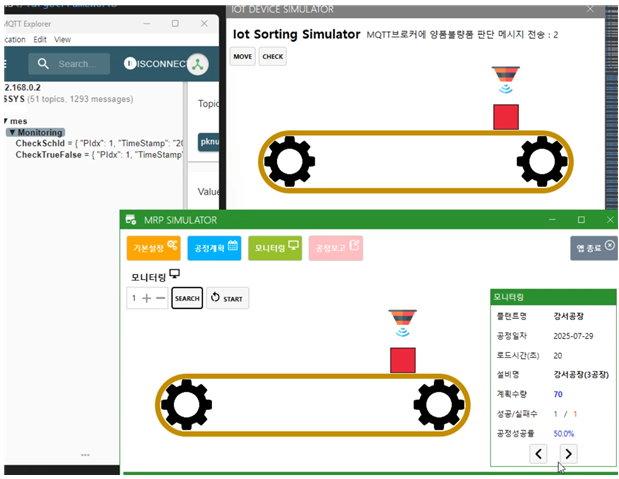 IOT DEVICE SIMULATOR
MQTT Explorer
cation Edit View
Search...
ISCONNEC
2.168.0.2
SSYS (51 topics, 1293 messages)
mes
Monitoring
CheckSchId = { "PIdx": 1, "TimeStamp": "20
CheckTrueFalse = { "PIdx": 1, "TimeStamp"
Topic
pknu
Value
Iot Sorting Simulator MQTT브로커에 양품불량품 판단 메시지 전송 : 2
MOVE CHECK
MRP SIMULATOR
기본설정 공정계획 모니터링 공정보고 앱 종료
모니터링
1 + − SEARCH START
모니터링
플랜트명 강서공장
공정일자 2025-07-29
로드시간(초) 20
설비명 강서공장(3공장)
계획수량 70
성공/실패수 1 / 1
공정성공률 50.0%